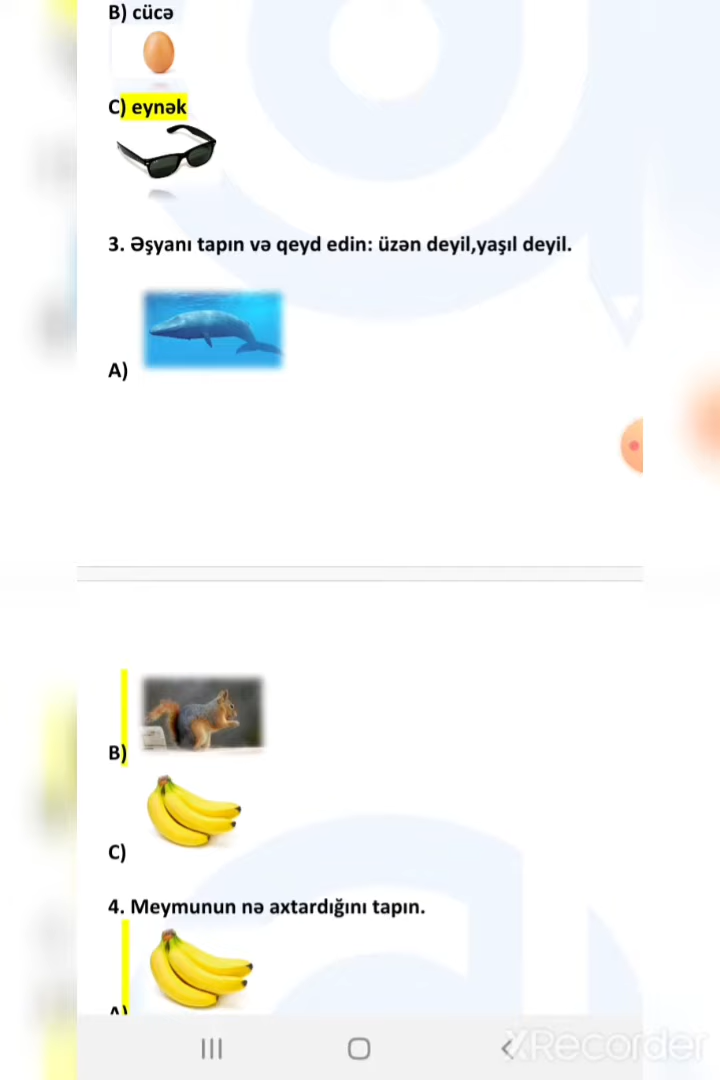 B) cücə
C) eynək
3. Əşyanı tapın və qeyd edin: üzən deyil,yaşıl deyil.
A)
B)
C)
4. Meymunun nə axtardığını tapın.
A)
XRecorder